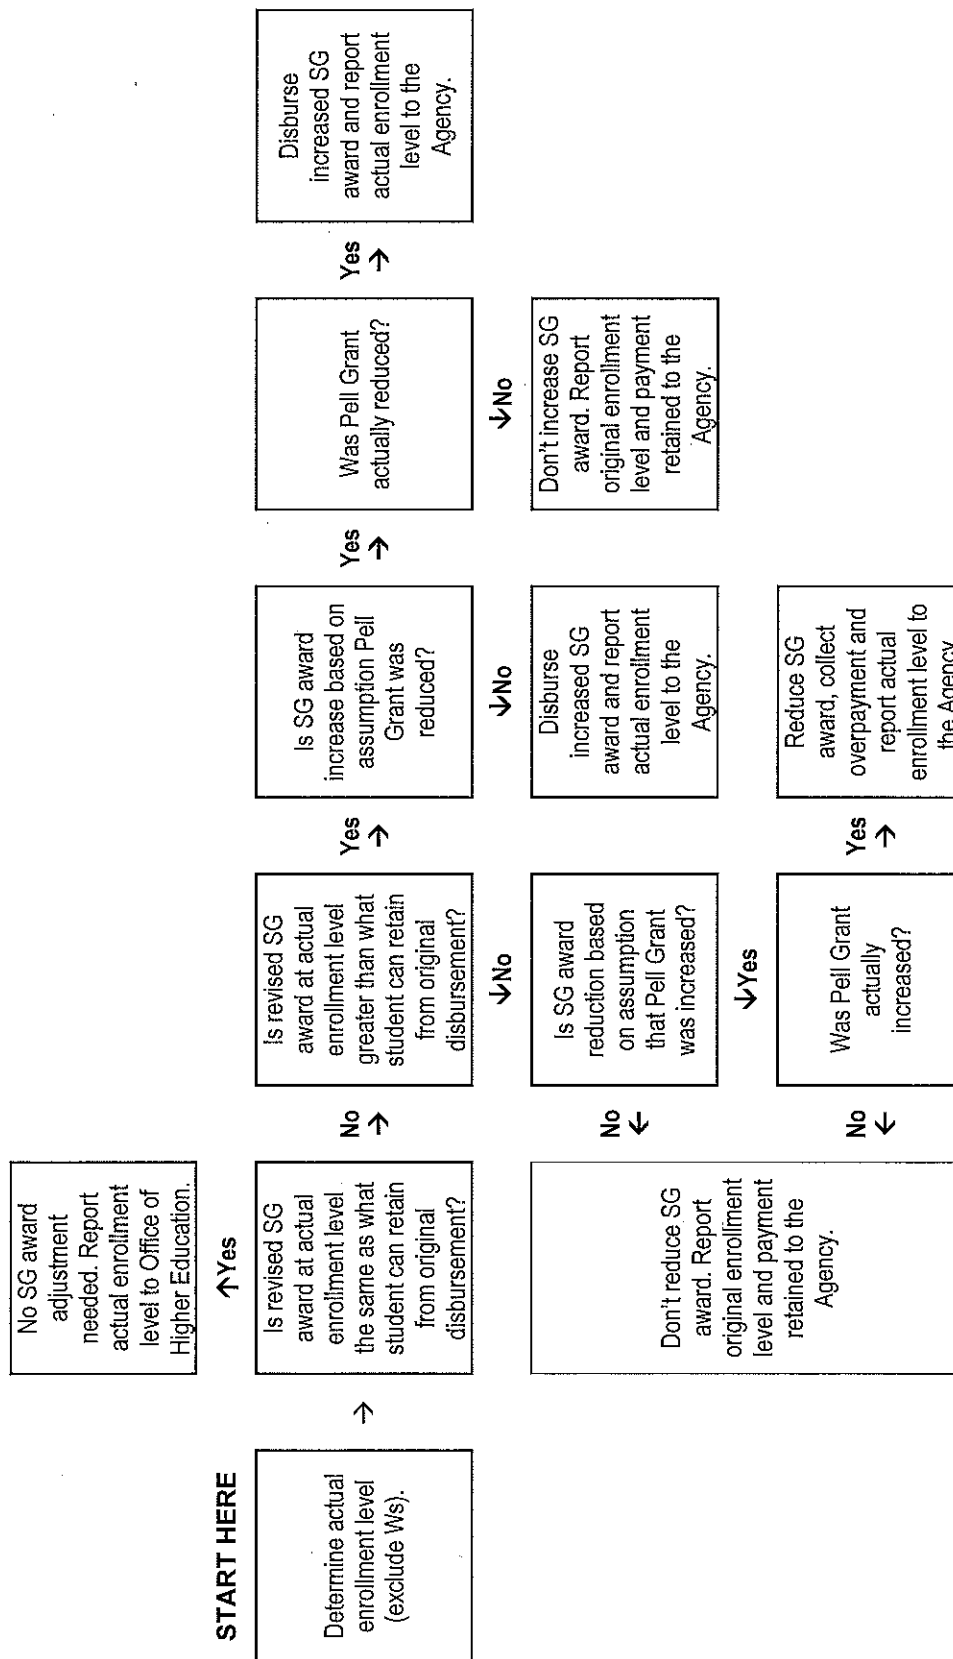 START HERE
Determine actual
enrollment level
(exclude Ws).
→
No SG award
adjustment
needed. Report
actual enrollment
level to Office of
Higher Education.
↑Yes
Is revised SG
award at actual
enrollment level
the same as what
student can retain
from original
disbursement?
No
→
Is revised SG
award at actual
enrollment level
greater than what
student can retain
from original
disbursement?
Yes
→
Is SG award
increase based on
assumption Pell
Grant was
reduced?
Yes
→
Was Pell Grant
actually reduced?
Yes
→
Disburse
increased SG
award and report
actual enrollment
level to the
Agency.
↓No
↓No
↓No
Don't reduce SG
award. Report
original enrollment
level and payment
retained to the
Agency.
No
←
Is SG award
reduction based
on assumption
that Pell Grant
was increased?
Disburse
increased SG
award and report
actual enrollment
level to the
Agency.
Don't increase SG
award. Report
original enrollment
level and payment
retained to the
Agency.
↓Yes
No
←
Was Pell Grant
actually
increased?
Yes
→
Reduce SG
award, collect
overpayment and
report actual
enrollment level to
the Agency